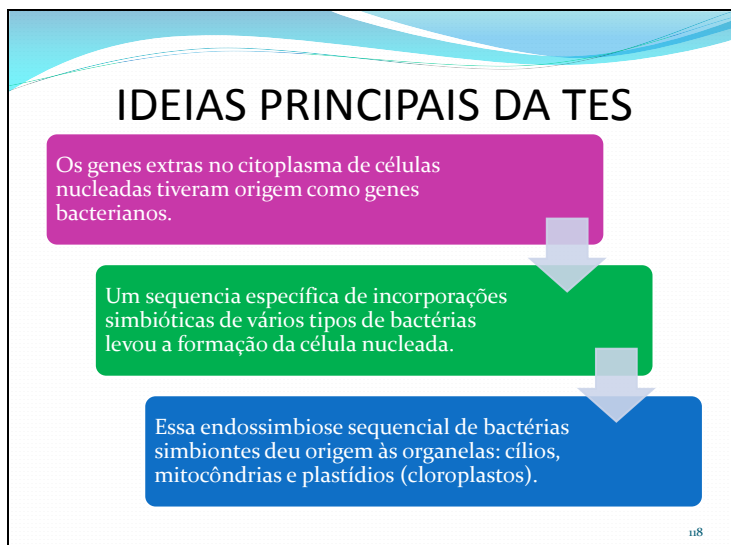 IDEIAS PRINCIPAIS DA TES
Os genes extras no citoplasma de células
nucleadas tiveram origem como genes
bacterianos.
Um sequencia específica de incorporações
simbióticas de vários tipos de bactérias
levou a formação da célula nucleada.
Essa endossimbiose sequencial de bactérias
simbiontes deu origem às organelas: cílios,
mitocôndrias e plastídios (cloroplastos).
118